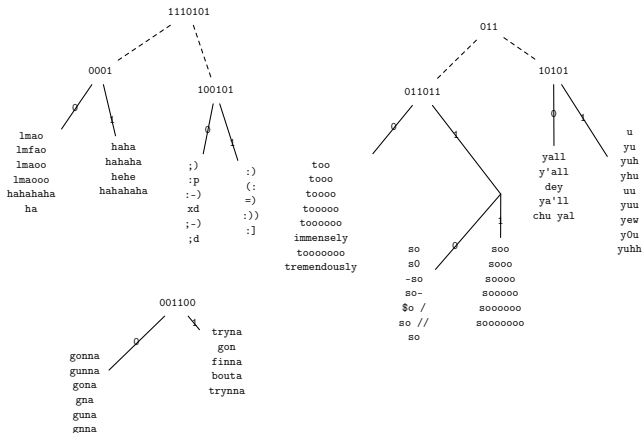 1110101
0001
100101
0
1
0
1
lmao
lmfao
lmaoo
lmaooo
hahahaha
ha
haha
hahaha
hehe
hahahaha
;)
:p
:-)
xd
;-)
;d
:)
(:
=)
:))
:]
011
011011
10101
0
1
0
1
0
1
too
tooo
toooo
tooooo
toooooo
immensely
tooooooo
tremendously
so
s0
-so
so-
$o /
so //
so
soo
sooo
soooo
sooooo
soooooo
sooooooo
yall
y'all
dey
ya'll
chu yal
u
yu
yuh
yhu
uu
yuu
yew
y0u
yuhh
001100
0
1
gonna
gunna
gona
gna
guna
gnna
tryna
gon
finna
bouta
trynna